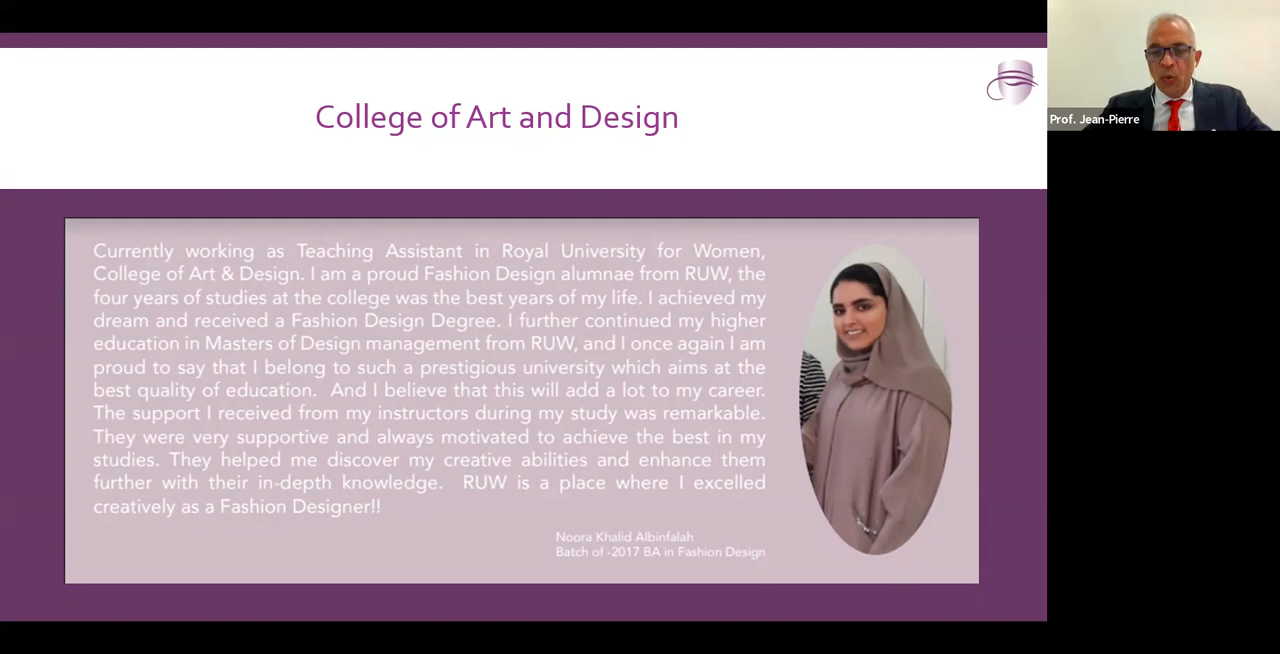 College of Art and Design
Currently working as Teaching Assistant in Royal University for Women,
College of Art & Design. I am a proud Fashion Design alumnae from RUW, the
four years of studies at the college was the best years of my life. I achieved my
dream and received a Fashion Design Degree. I further continued my higher
education in Masters of Design management from RUW, and I once again I am
proud to say that I belong to such a prestigious university which aims at the
best quality of education. And I believe that this will add a lot to my career.
The support I received from my instructors during my study was remarkable.
They were very supportive and always motivated to achieve the best in my
studies. They helped me discover my creative abilities and enhance them
further with their in-depth knowledge. RUW is a place where I excelled
creatively as a Fashion Designer!!
Noora Khalid Albinfalah
Batch of -2017 BA in Fashion Design
Prof. Jean-Pierre